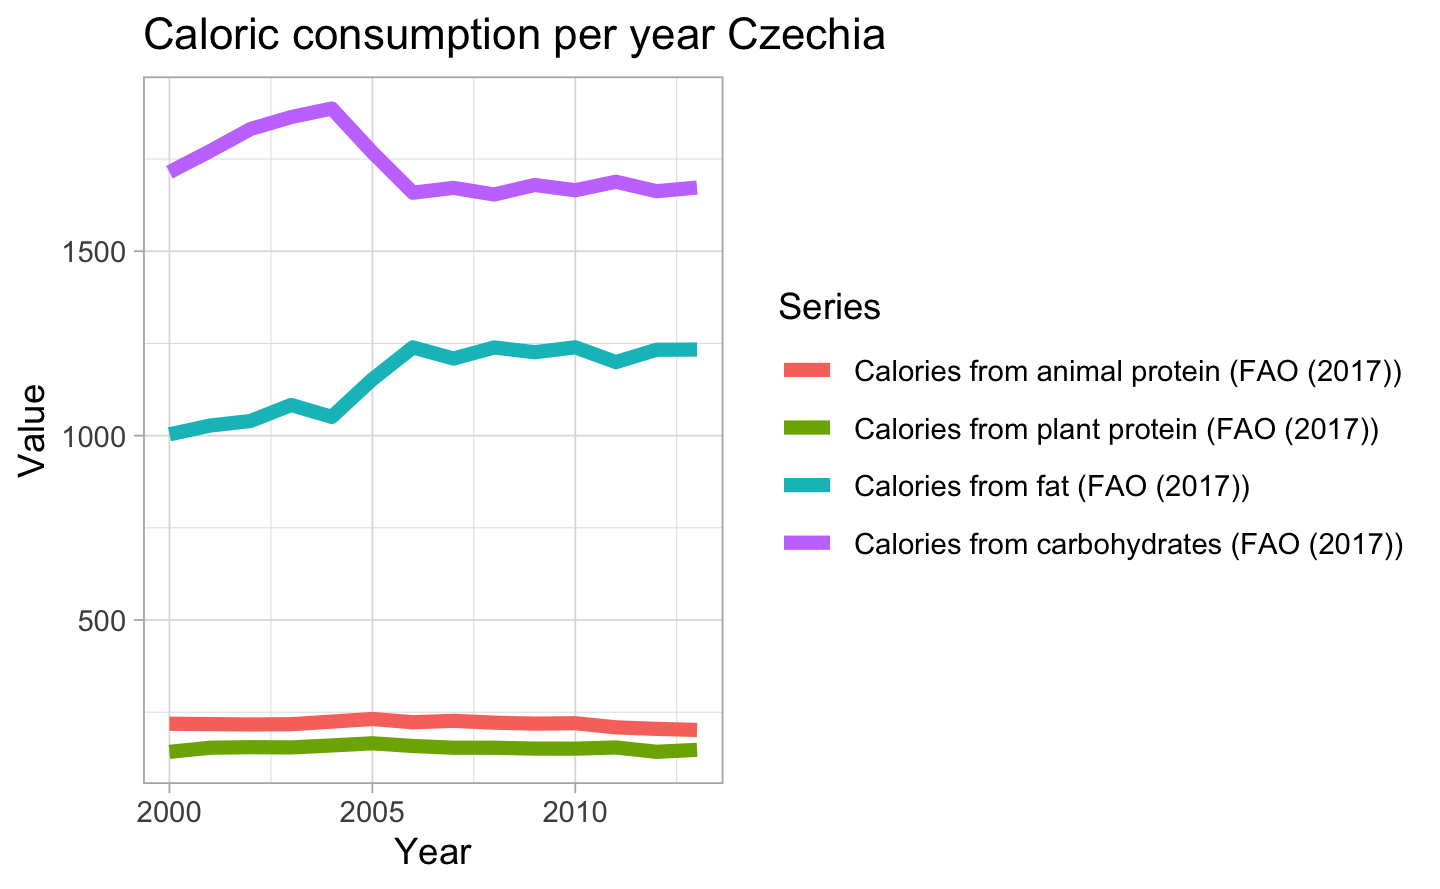 Caloric consumption per year Czechia
1500
1000
500
Value
2000 2005 2010
Year
Series
Calories from animal protein (FAO (2017))
Calories from plant protein (FAO (2017))
Calories from fat (FAO (2017))
Calories from carbohydrates (FAO (2017))